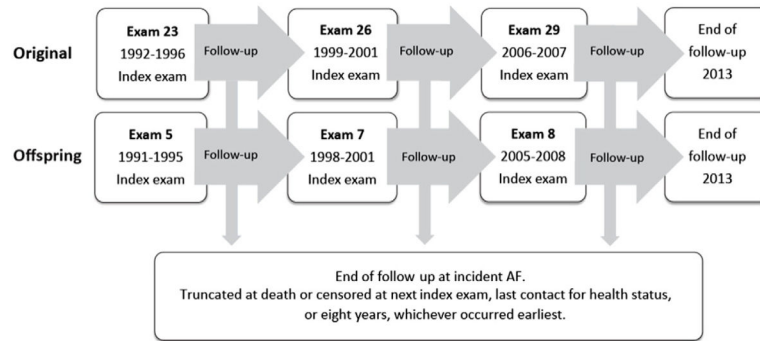 Original
Exam 23
1992-1996
Index exam
Follow-up
Exam 26
1999-2001
Index exam
Follow-up
Exam 29
2006-2007
Index exam
Follow-up
End of
follow-up
2013
Offspring
Exam 5
1991-1995
Index exam
Follow-up
Exam 7
1998-2001
Index exam
Follow-up
Exam 8
2005-2008
Index exam
Follow-up
End of
follow-up
2013
End of follow up at incident AF.
Truncated at death or censored at next index exam, last contact for health status,
or eight years, whichever occurred earliest.